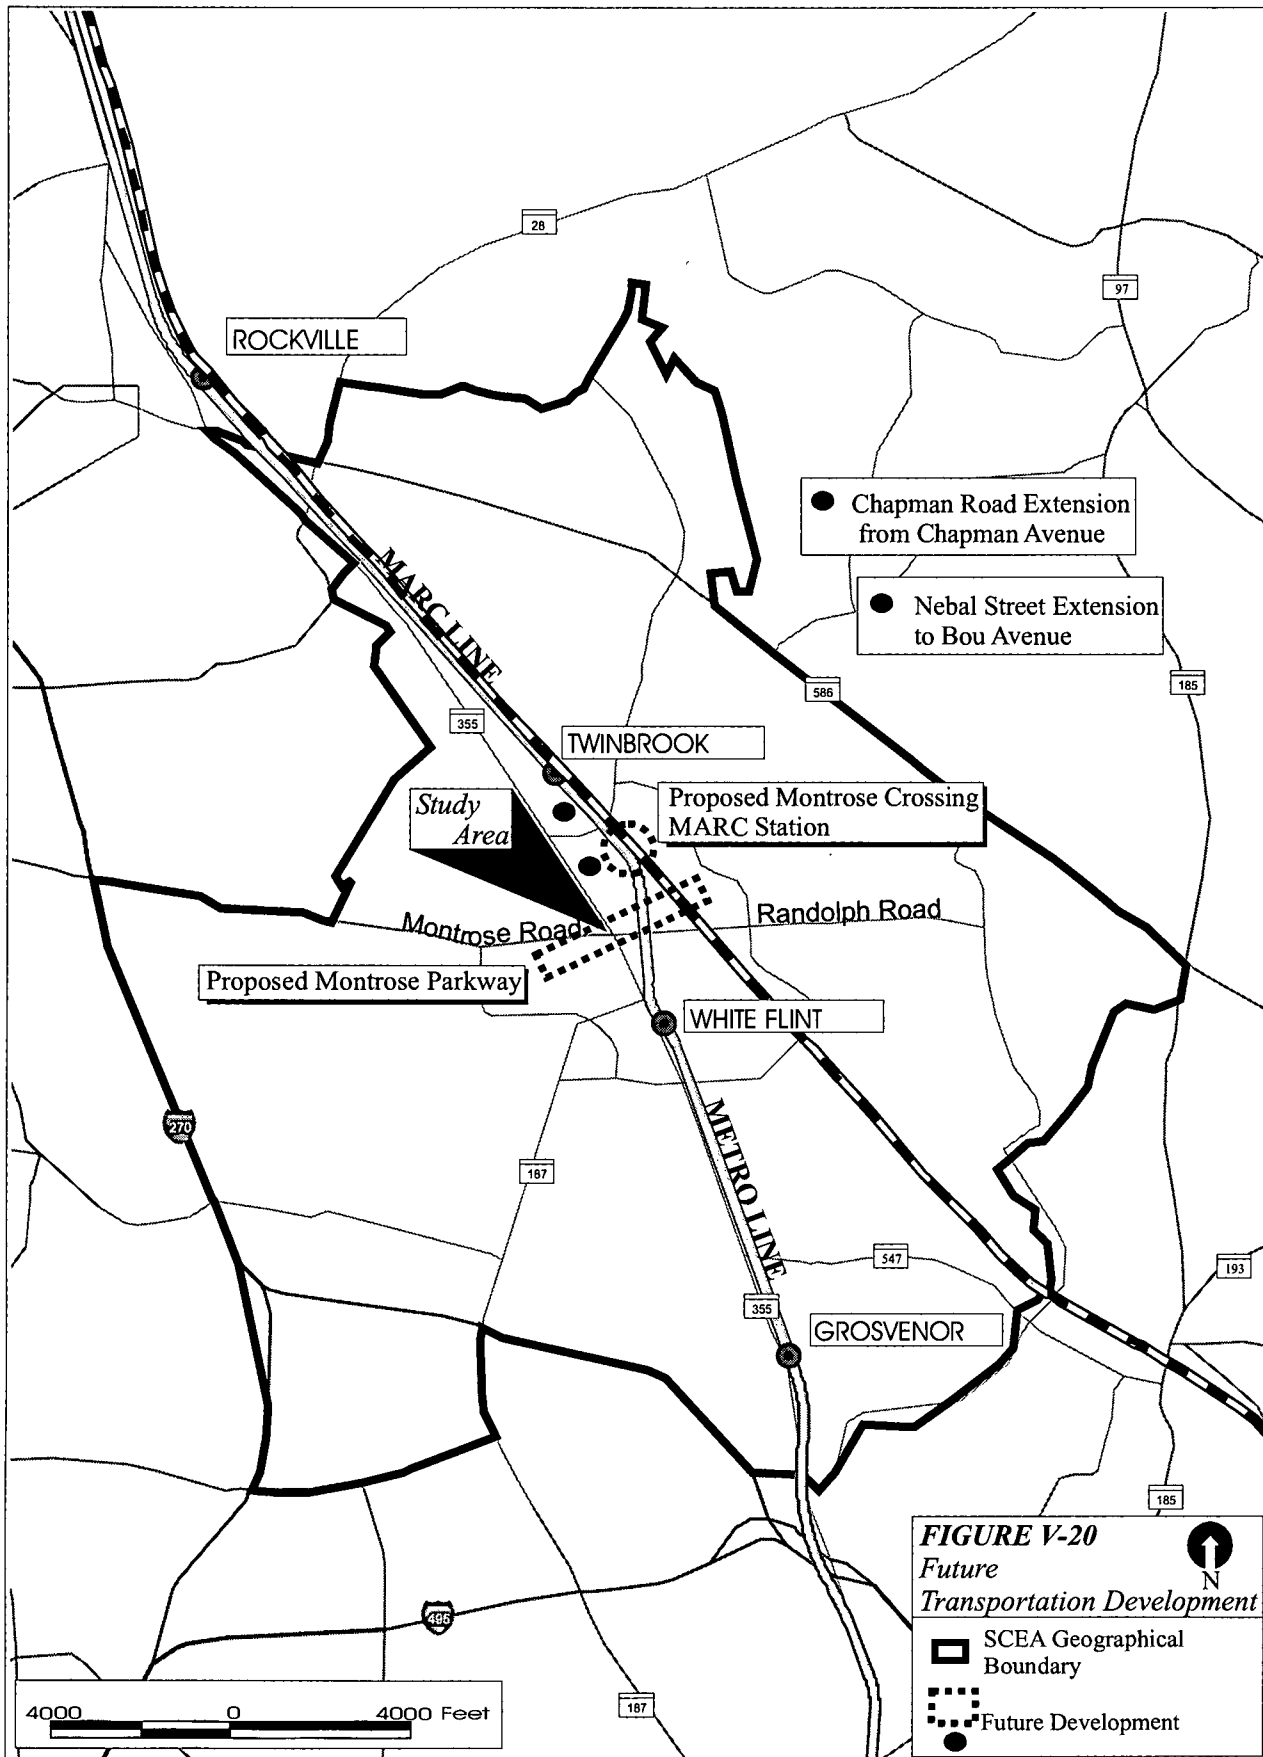 28
97
ROCKVILLE
Chapman Road Extension
from Chapman Avenue
Nebal Street Extension
to Bou Avenue
MARC LINE
586
185
355
TWINBROOK
Study
Area
Proposed Montrose Crossing
MARC Station
Montrose Road
Randolph Road
Proposed Montrose Parkway
WHITE FLINT
270
METRO LINE
187
547
193
355
GROSVENOR
185
495
187
FIGURE V-20
Future
Transportation Development
N
SCEA Geographical
Boundary
Future Development
4000 0 4000 Feet